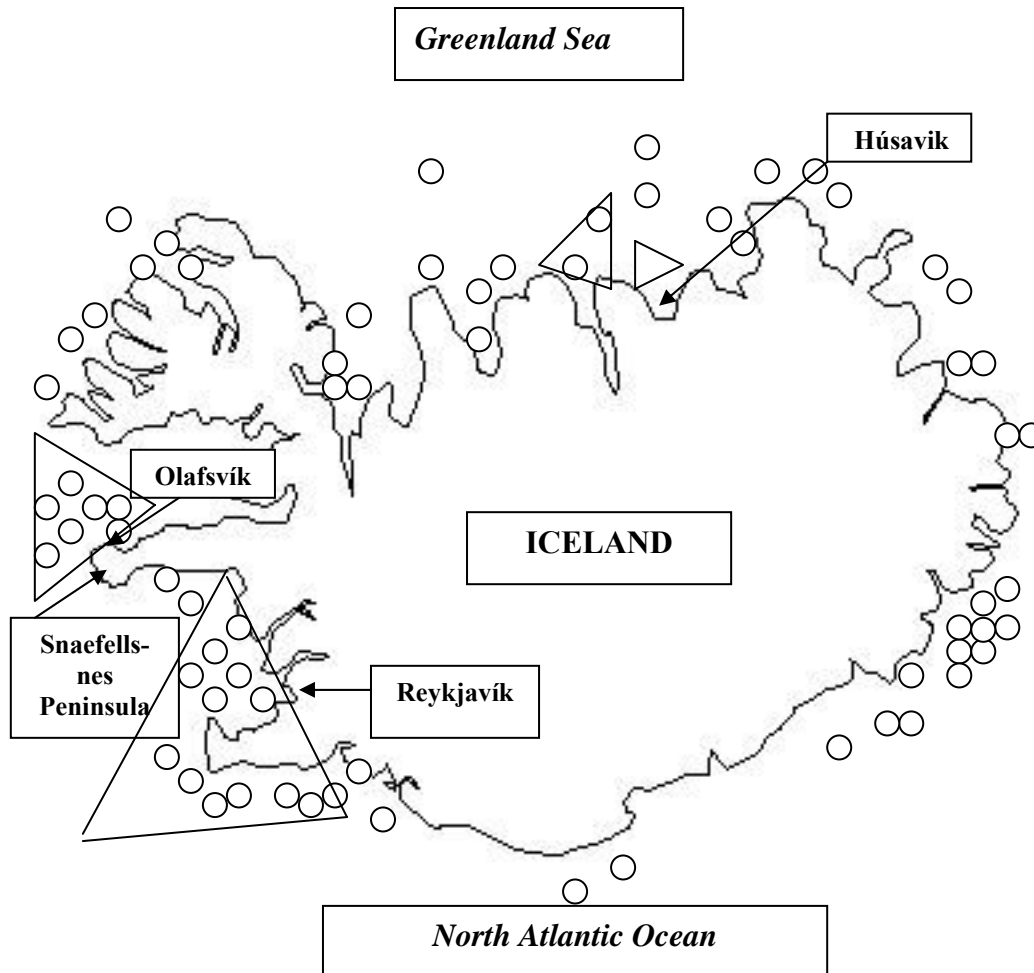 Greenland Sea
Húsavik
Olafsvík
ICELAND
Snaefells-
nes
Peninsula
Reykjavík
North Atlantic Ocean